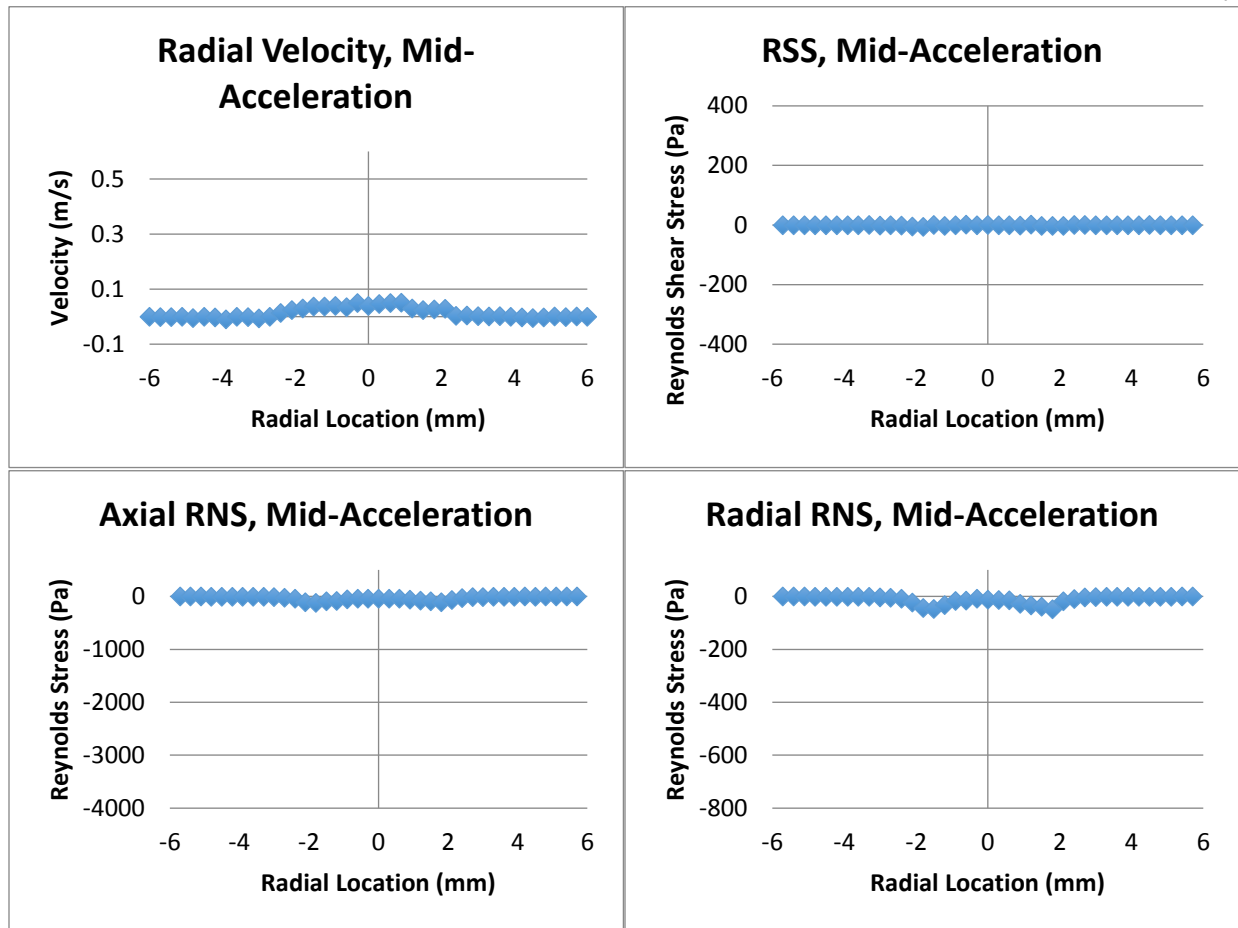 Radial Velocity, Mid-
Acceleration
Velocity (m/s)
0.5
0.3
0.1
-0.1
-6 -4 -2 0 2 4 6
Radial Location (mm)
RSS, Mid-Acceleration
Reynolds Shear Stress (Pa)
400
200
0
-200
-400
-6 -4 -2 0 2 4 6
Radial Location (mm)
Axial RNS, Mid-Acceleration
Reynolds Stress (Pa)
0
-1000
-2000
-3000
-4000
-6 -4 -2 0 2 4 6
Radial Location (mm)
Radial RNS, Mid-Acceleration
Reynolds Stress (Pa)
0
-200
-400
-600
-800
-6 -4 -2 0 2 4 6
Radial Location (mm)